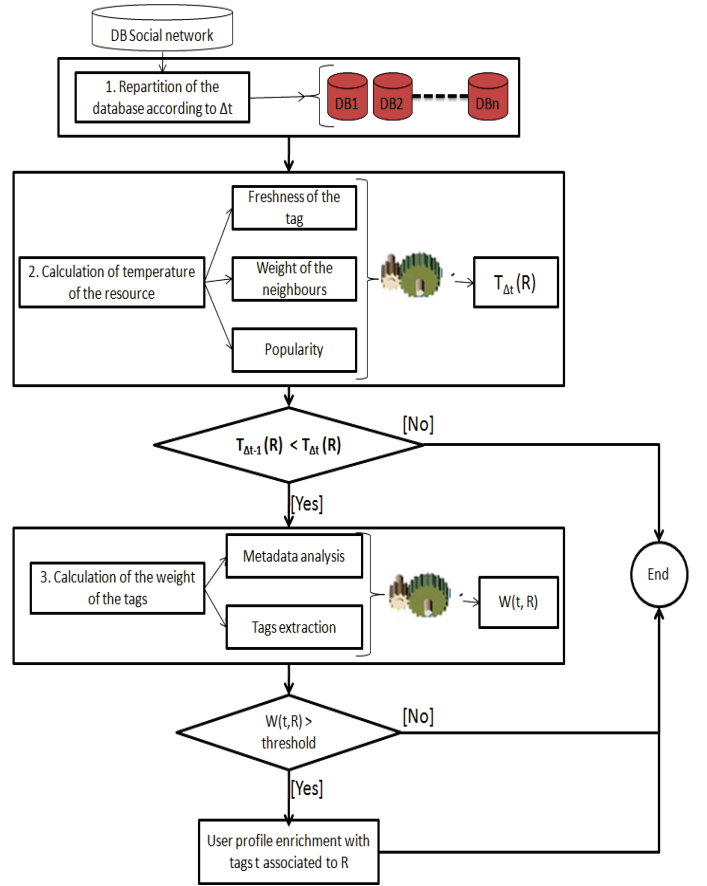 DB Social network
1. Repartition of the
database according to Δt
DB1
DB2
DBn
Freshness of the
tag
2. Calculation of temperature
of the resource
Weight of the
neighbours
Popularity
TΔt (R)
[No]
TΔt-1 (R) < TΔt (R)
[Yes]
Metadata analysis
3. Calculation of the weight
of the tags
Tags extraction
W(t, R)
End
[No]
W(t,R) >
threshold
[Yes]
User profile enrichment with
tags t associated to R